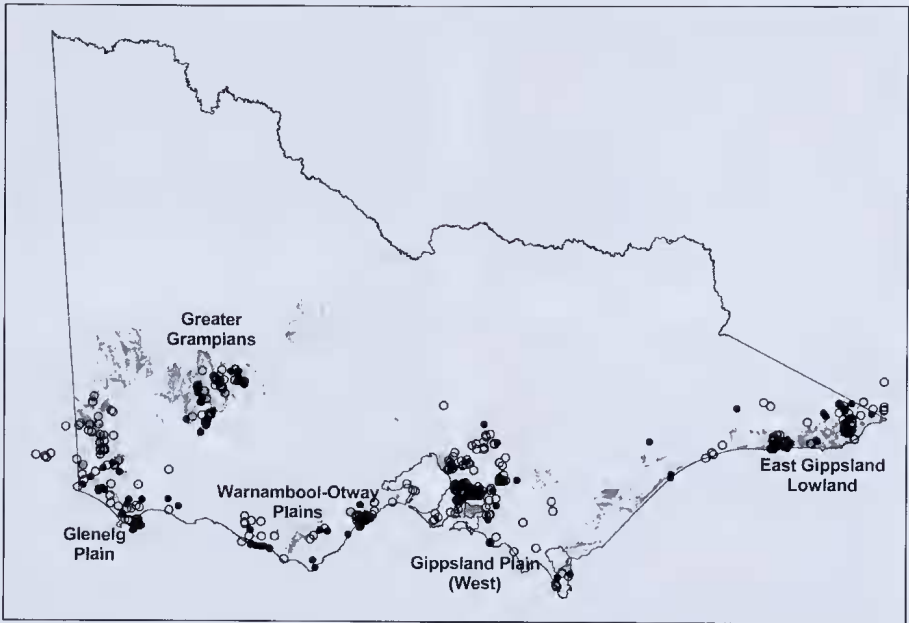 Greater
Grampians
Warnambool-Otway
Plains
East Gippsland
Lowland
Glenelg
Plain
Gippsland Plain
(West)